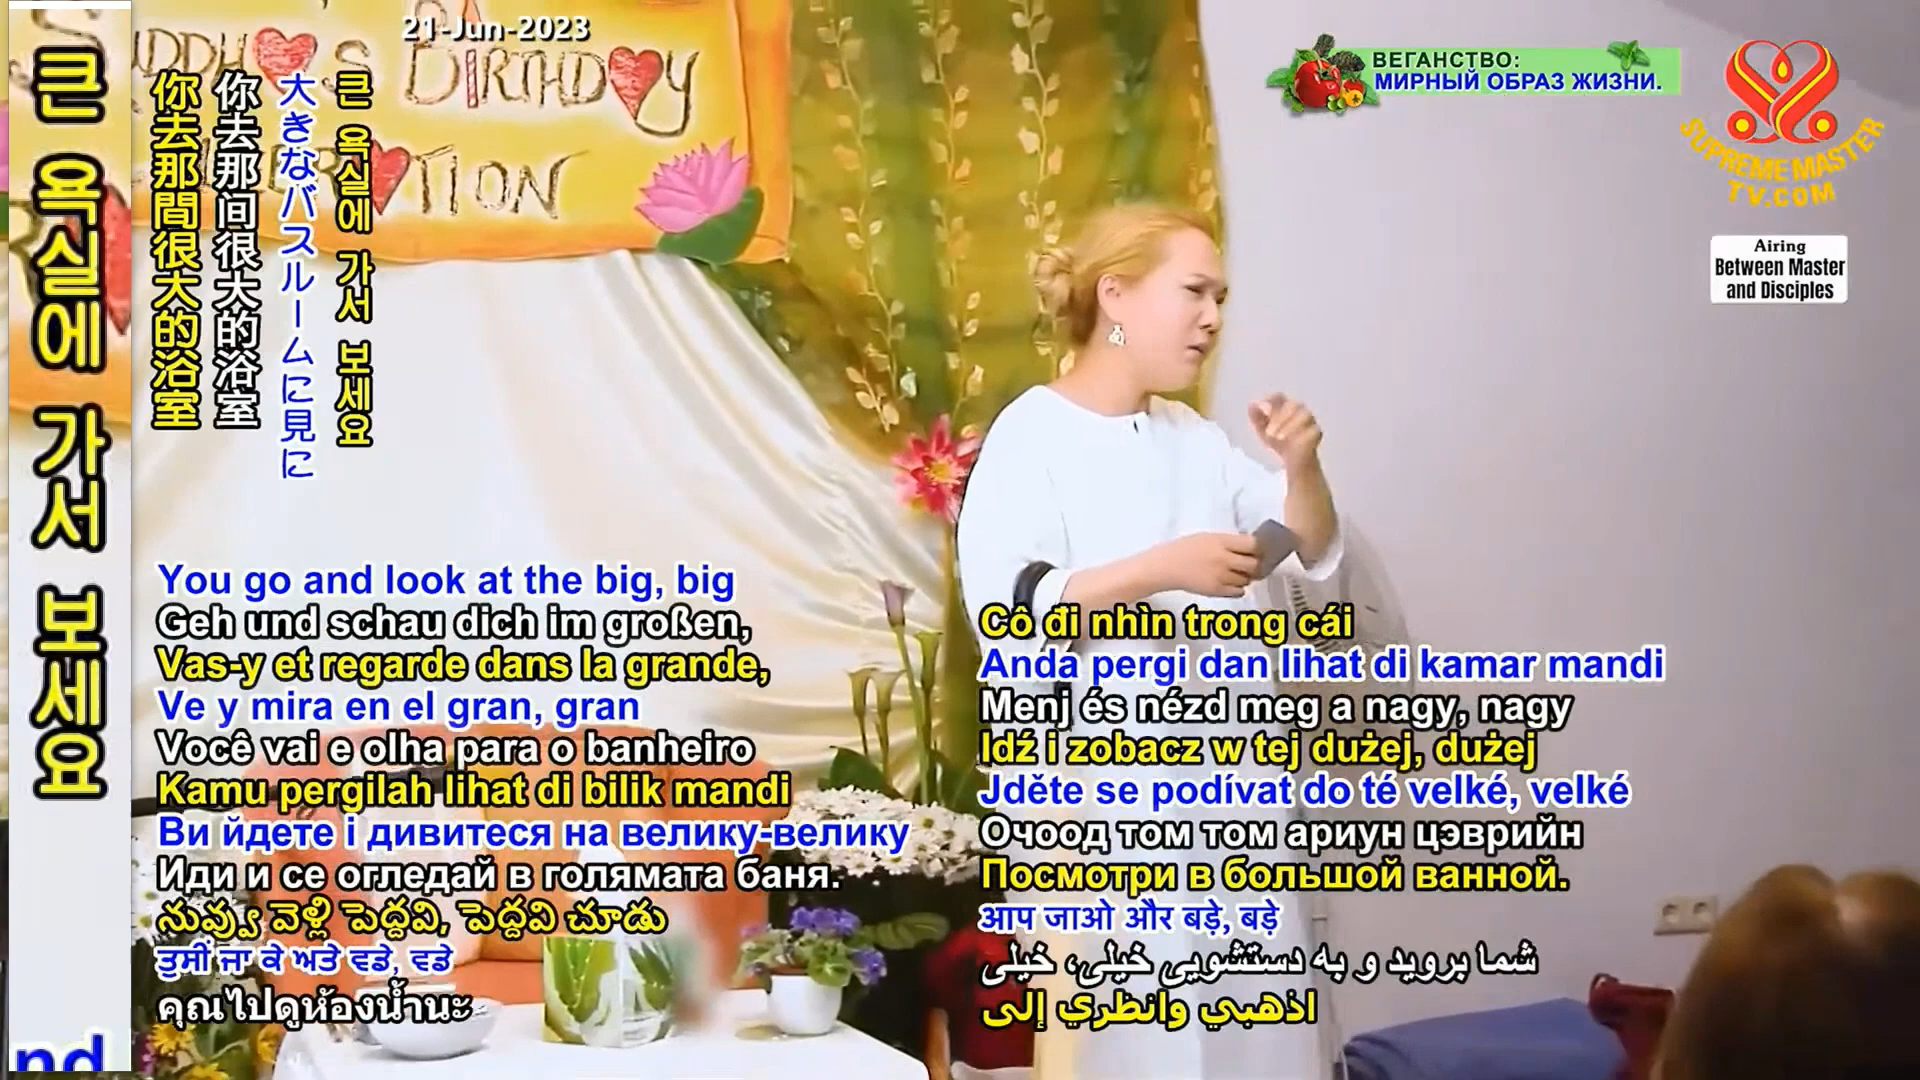 21-Jun-2023
BIRTHDAY
ВЕГАНСТВО:
МИРНЫЙ ОБРАЗ ЖИЗНИ.
SUPREME MASTER
TV.COM
Airing
Between Master
and Disciples
큰 욕실에 가서 보세요
你去那間很大的浴室
你去那间很大的浴室
大きなバスルームに見に
큰 욕실에 가서 보세요
You go and look at the big, big
Geh und schau dich im großen,
Vas-y et regarde dans la grande,
Ve y mira en el gran, gran
Você vai e olha para o banheiro
Kamu pergilah lihat di bilik mandi
Ви йдете і дивитеся на велику-велику
Иди и се огледай в голямата баня.
నువ్వు వెళ్లి పెద్దవి, పెద్దవి చూడు
ਤੁਸੀਂ ਜਾ ਕੇ ਅਤੇ ਵਡੇ, ਵਡੇ
คุณไปดูห้องน้ำนะ
Cô đi nhìn trong cái
Anda pergi dan lihat di kamar mandi
Menj és nézd meg a nagy, nagy
Idź i zobacz w tej dużej, dużej
Jděte se podívat do té velké, velké
Очоод том том ариун цэврийн
Посмотри в большой ванной.
आप जाओ और बड़े, बड़े
شما بروید و به دستشویی خیلی، خیلی
اذهبي وانظري إلى
nd